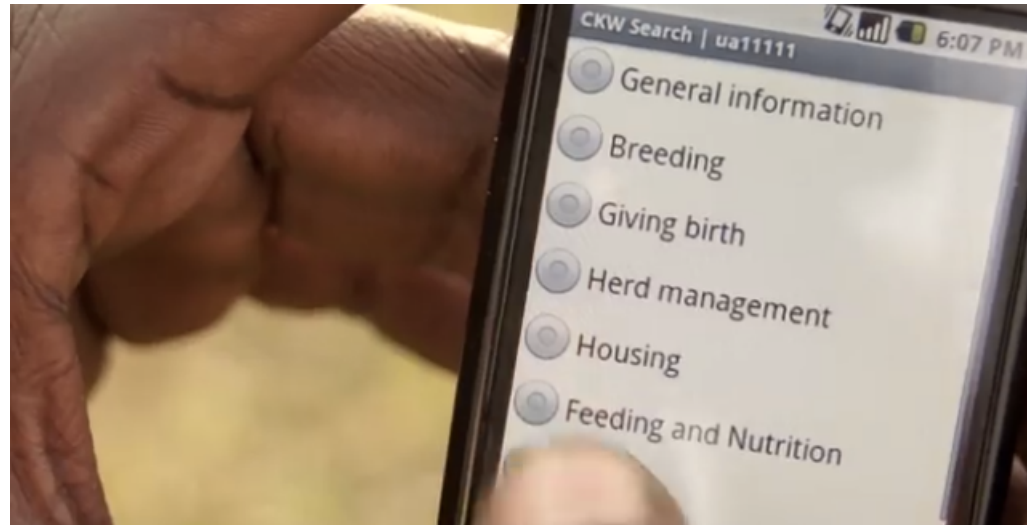 CKW Search | ua11111
6:07 PM
General information
Breeding
Giving birth
Herd management
Housing
Feeding and Nutrition